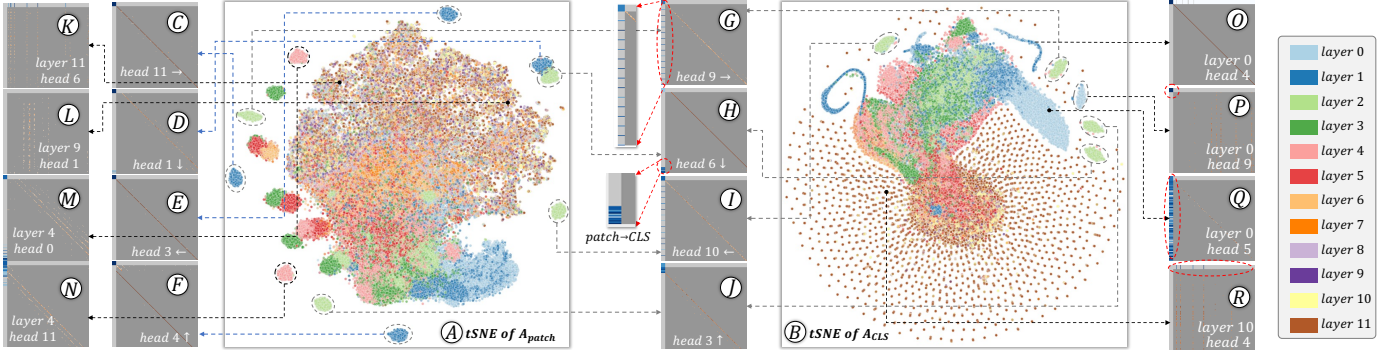 K
layer 11
head 6
L
layer 9
head 1
M
layer 4
head 0
N
layer 4
head 11
C
head 11 →
D
head 1 ↓
E
head 3 ←
F
head 4 ↑
A tSNE of A_patch
patch→CLS
G
head 9 →
H
head 6 ↓
I
head 10 ←
J
head 3 ↑
B tSNE of A_CLS
O
layer 0
head 4
P
layer 0
head 9
Q
layer 0
head 5
R
layer 10
head 4
layer 0
layer 1
layer 2
layer 3
layer 4
layer 5
layer 6
layer 7
layer 8
layer 9
layer 10
layer 11